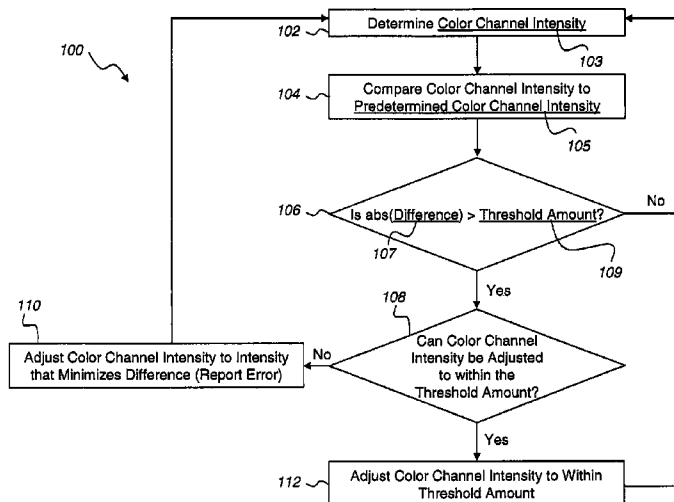 102
Determine Color Channel Intensity
103
100
104
Compare Color Channel Intensity to
Predetermined Color Channel Intensity
105
106
Is abs(Difference) > Threshold Amount?
No
107
109
Yes
108
110
Can Color Channel
Intensity be Adjusted
to within the
Threshold Amount?
No
Adjust Color Channel Intensity to Intensity
that Minimizes Difference (Report Error)
Yes
112
Adjust Color Channel Intensity to Within
Threshold Amount